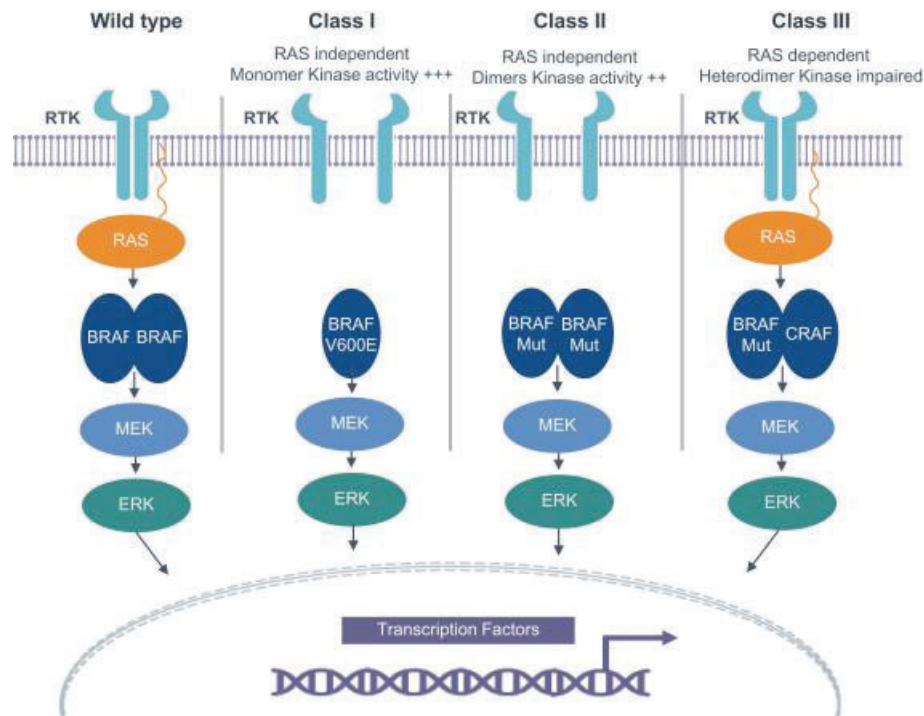 Wild type
Class I
Class II
Class III
RAS independent
Monomer Kinase activity +++
RAS independent
Dimers Kinase activity ++
RAS dependent
Heterodimer Kinase impaired
RTK
RTK
RTK
RTK
RAS
RAS
BRAF BRAF
BRAF
V600E
BRAF
Mut
BRAF
Mut
BRAF
Mut
CRAF
MEK
MEK
MEK
MEK
ERK
ERK
ERK
ERK
Transcription Factors